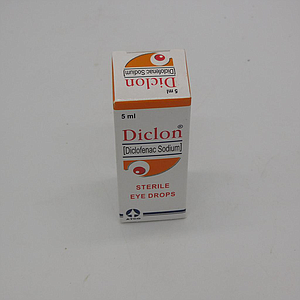 Diclon
[Diclofenac Sodium]
5 ml
5 ml
Diclon®
[Diclofenac Sodium]
STERILE
EYE DROPS